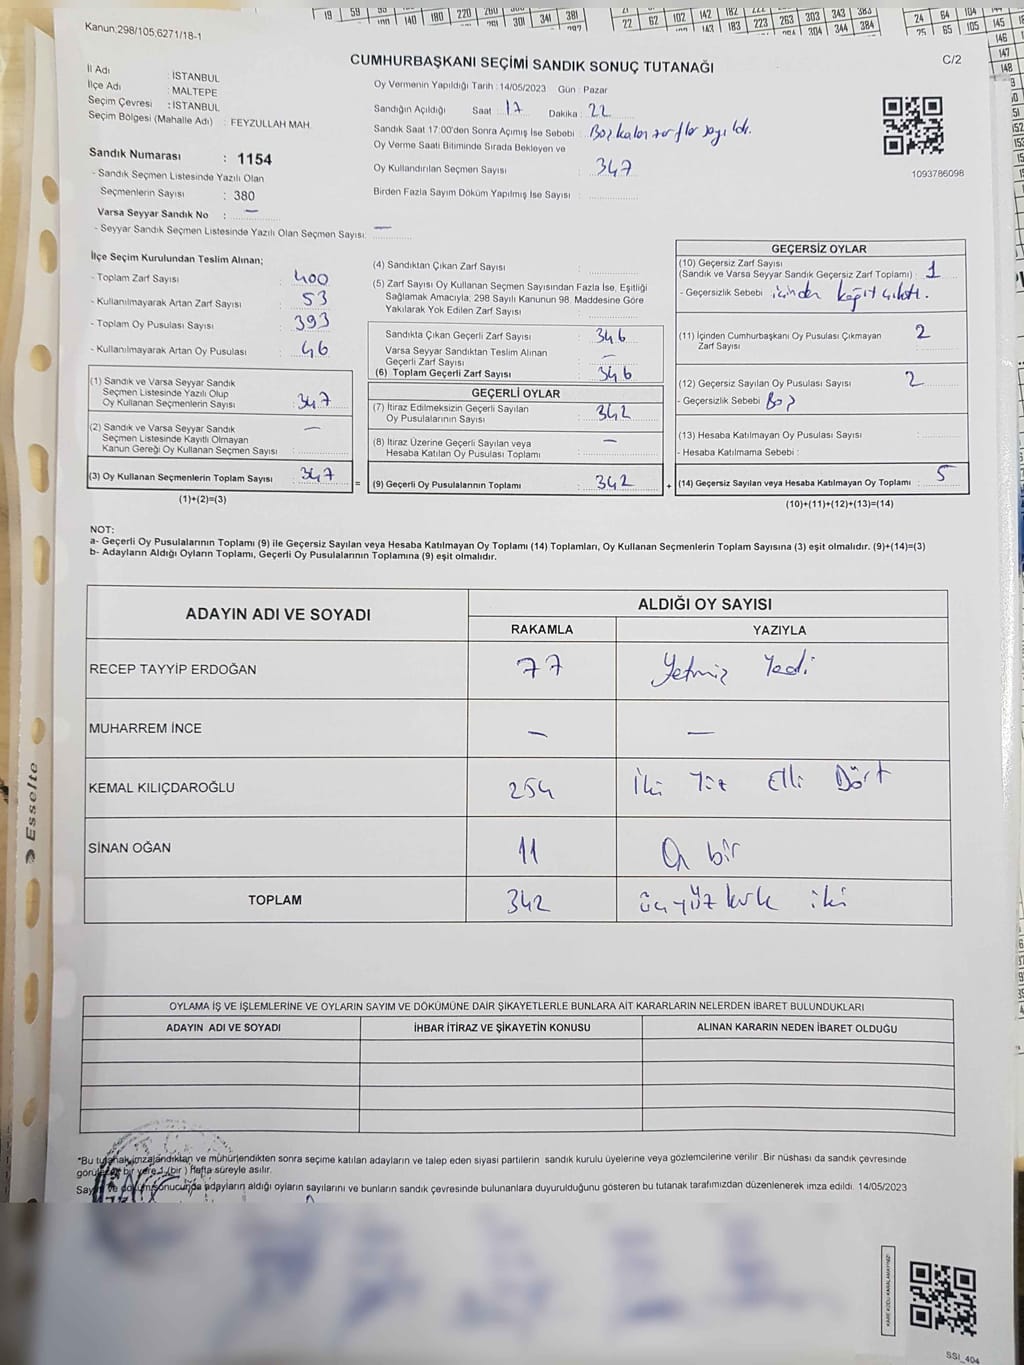 Kanun;298/105,6271/18-1
CUMHURBAŞKANI SEÇİMİ SANDIK SONUÇ TUTANAĞI
C/2
İl Adı : İSTANBUL
İlçe Adı : MALTEPE
Seçim Çevresi : İSTANBUL
Seçim Bölgesi (Mahalle Adı) : FEYZULLAH MAH.
Sandık Numarası : 1154
- Sandık Seçmen Listesinde Yazılı Olan
Seçmenlerin Sayısı : 380
Varsa Seyyar Sandık No : —
- Seyyar Sandık Seçmen Listesinde Yazılı Olan Seçmen Sayısı: —
Oy Vermenin Yapıldığı Tarih : 14/05/2023 Gün : Pazar
Sandığın Açıldığı Saat : 17 Dakika : 22
Sandık Saat 17:00'den Sonra Açımış İse Sebebi : Boş kalan zarflar sayıldı.
Oy Verme Saati Bitiminde Sırada Bekleyen ve
Oy Kullandırılan Seçmen Sayısı : 347
Birden Fazla Sayım Döküm Yapılmış İse Sayısı :
1093786098
İlçe Seçim Kurulundan Teslim Alınan;
- Toplam Zarf Sayısı : 400
- Kullanılmayarak Artan Zarf Sayısı : 53
- Toplam Oy Pusulası Sayısı : 393
- Kullanılmayarak Artan Oy Pusulası : 46
(1) Sandık ve Varsa Seyyar Sandık
Seçmen Listesinde Yazılı Olup
Oy Kullanan Seçmenlerin Sayısı : 347
(2) Sandık ve Varsa Seyyar Sandık
Seçmen Listesinde Kayıtlı Olmayan
Kanun Gereği Oy Kullanan Seçmen Sayısı : —
(3) Oy Kullanan Seçmenlerin Toplam Sayısı : 347
(1)+(2)=(3)
(4) Sandıktan Çıkan Zarf Sayısı :
(5) Zarf Sayısı Oy Kullanan Seçmen Sayısından Fazla İse, Eşitliği
Sağlamak Amacıyla; 298 Sayılı Kanunun 98. Maddesine Göre
Yakılarak Yok Edilen Zarf Sayısı :
Sandıkta Çıkan Geçerli Zarf Sayısı : 346
Varsa Seyyar Sandıktan Teslim Alınan
Geçerli Zarf Sayısı : —
(6) Toplam Geçerli Zarf Sayısı : 346
GEÇERLİ OYLAR
(7) İtiraz Edilmeksizin Geçerli Sayılan
Oy Pusulalarının Sayısı : 342
(8) İtiraz Üzerine Geçerli Sayılan veya
Hesaba Katılan Oy Pusulası Toplamı : —
= (9) Geçerli Oy Pusulalarının Toplamı : 342
GEÇERSİZ OYLAR
(10) Geçersiz Zarf Sayısı
(Sandık ve Varsa Seyyar Sandık Geçersiz Zarf Toplamı) : 1
- Geçersizlik Sebebi : içinden kağıt çıktı.
(11) İçinden Cumhurbaşkanı Oy Pusulası Çıkmayan
Zarf Sayısı : 2
(12) Geçersiz Sayılan Oy Pusulası Sayısı : 2
- Geçersizlik Sebebi : Boş
(13) Hesaba Katılmayan Oy Pusulası Sayısı :
- Hesaba Katılmama Sebebi :
+ (14) Geçersiz Sayılan veya Hesaba Katılmayan Oy Toplamı : 5
(10)+(11)+(12)+(13)=(14)
NOT:
a- Geçerli Oy Pusulalarının Toplamı (9) ile Geçersiz Sayılan veya Hesaba Katılmayan Oy Toplamı (14) Toplamları, Oy Kullanan Seçmenlerin Toplam Sayısına (3) eşit olmalıdır. (9)+(14)=(3)
b- Adayların Aldığı Oyların Toplamı, Geçerli Oy Pusulalarının Toplamına (9) eşit olmalıdır.
ADAYIN ADI VE SOYADI
ALDIĞI OY SAYISI
RAKAMLA YAZIYLA
RECEP TAYYİP ERDOĞAN 77 Yetmiş Yedi
MUHARREM İNCE — —
KEMAL KILIÇDAROĞLU 254 İki Yüz Elli Dört
SİNAN OĞAN 11 On bir
TOPLAM 342 üçyüz kırk iki
OYLAMA İŞ VE İŞLEMLERİNE VE OYLARIN SAYIM VE DÖKÜMÜNE DAİR ŞİKAYETLERLE BUNLARA AİT KARARLARIN NELERDEN İBARET BULUNDUKLARI
ADAYIN ADI VE SOYADI İHBAR İTİRAZ VE ŞİKAYETİN KONUSU ALINAN KARARIN NEDEN İBARET OLDUĞU
*Bu tutanak,imzalandıktan ve mühürlendikten sonra seçime katılan adayların ve talep eden siyasi partilerin sandık kurulu üyelerine veya gözlemcilerine verilir .Bir nüshası da sandık çevresinde
bir yere 1 (bir ) Hafta süreyle asılır.
sonucunda adayların aldığı oyların sayılarını ve bunların sandık çevresinde bulunanlara duyurulduğunu gösteren bu tutanak tarafımızdan düzenlenerek imza edildi. 14/05/2023
KARE KODU KARALAMAYINIZ!
SSI_404
Esselte